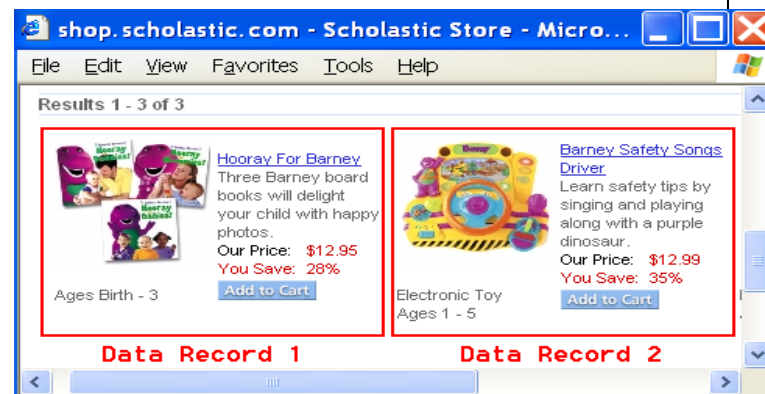 shop.scholastic.com - Scholastic Store - Micro...
File Edit View Favorites Tools Help
Results 1 - 3 of 3
Hooray For Barney
Three Barney board
books will delight
your child with happy
photos.
Our Price: $12.95
You Save: 28%
Add to Cart
Ages Birth - 3
Barney Safety Songs
Driver
Learn safety tips by
singing and playing
along with a purple
dinosaur.
Our Price: $12.99
You Save: 35%
Add to Cart
Electronic Toy
Ages 1 - 5
Data Record 1
Data Record 2